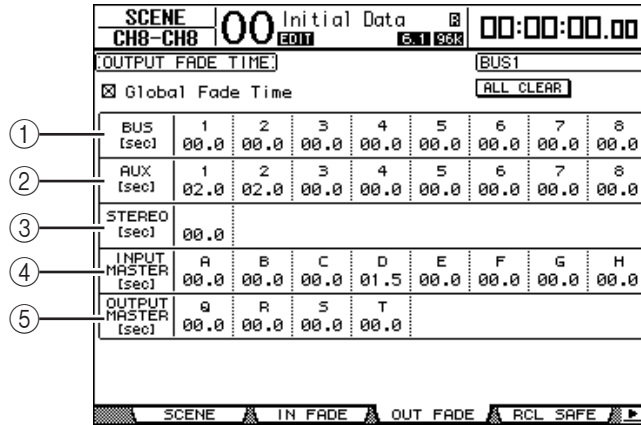 SCENE
CH8-CH8
00 Initial Data R
EDIT 6.1 96k
00:00:00.00
OUTPUT FADE TIME
BUS1
Global Fade Time
ALL CLEAR
① BUS [sec] 1 2 3 4 5 6 7 8
00.0 00.0 00.0 00.0 00.0 00.0 00.0 00.0
② AUX [sec] 1 2 3 4 5 6 7 8
02.0 02.0 00.0 00.0 00.0 00.0 00.0 00.0
③ STEREO [sec] 00.0
④ INPUT MASTER [sec] A B C D E F G H
00.0 00.0 00.0 01.5 00.0 00.0 00.0 00.0
⑤ OUTPUT MASTER [sec] Q R S T
00.0 00.0 00.0 00.0
SCENE IN FADE OUT FADE RCL SAFE